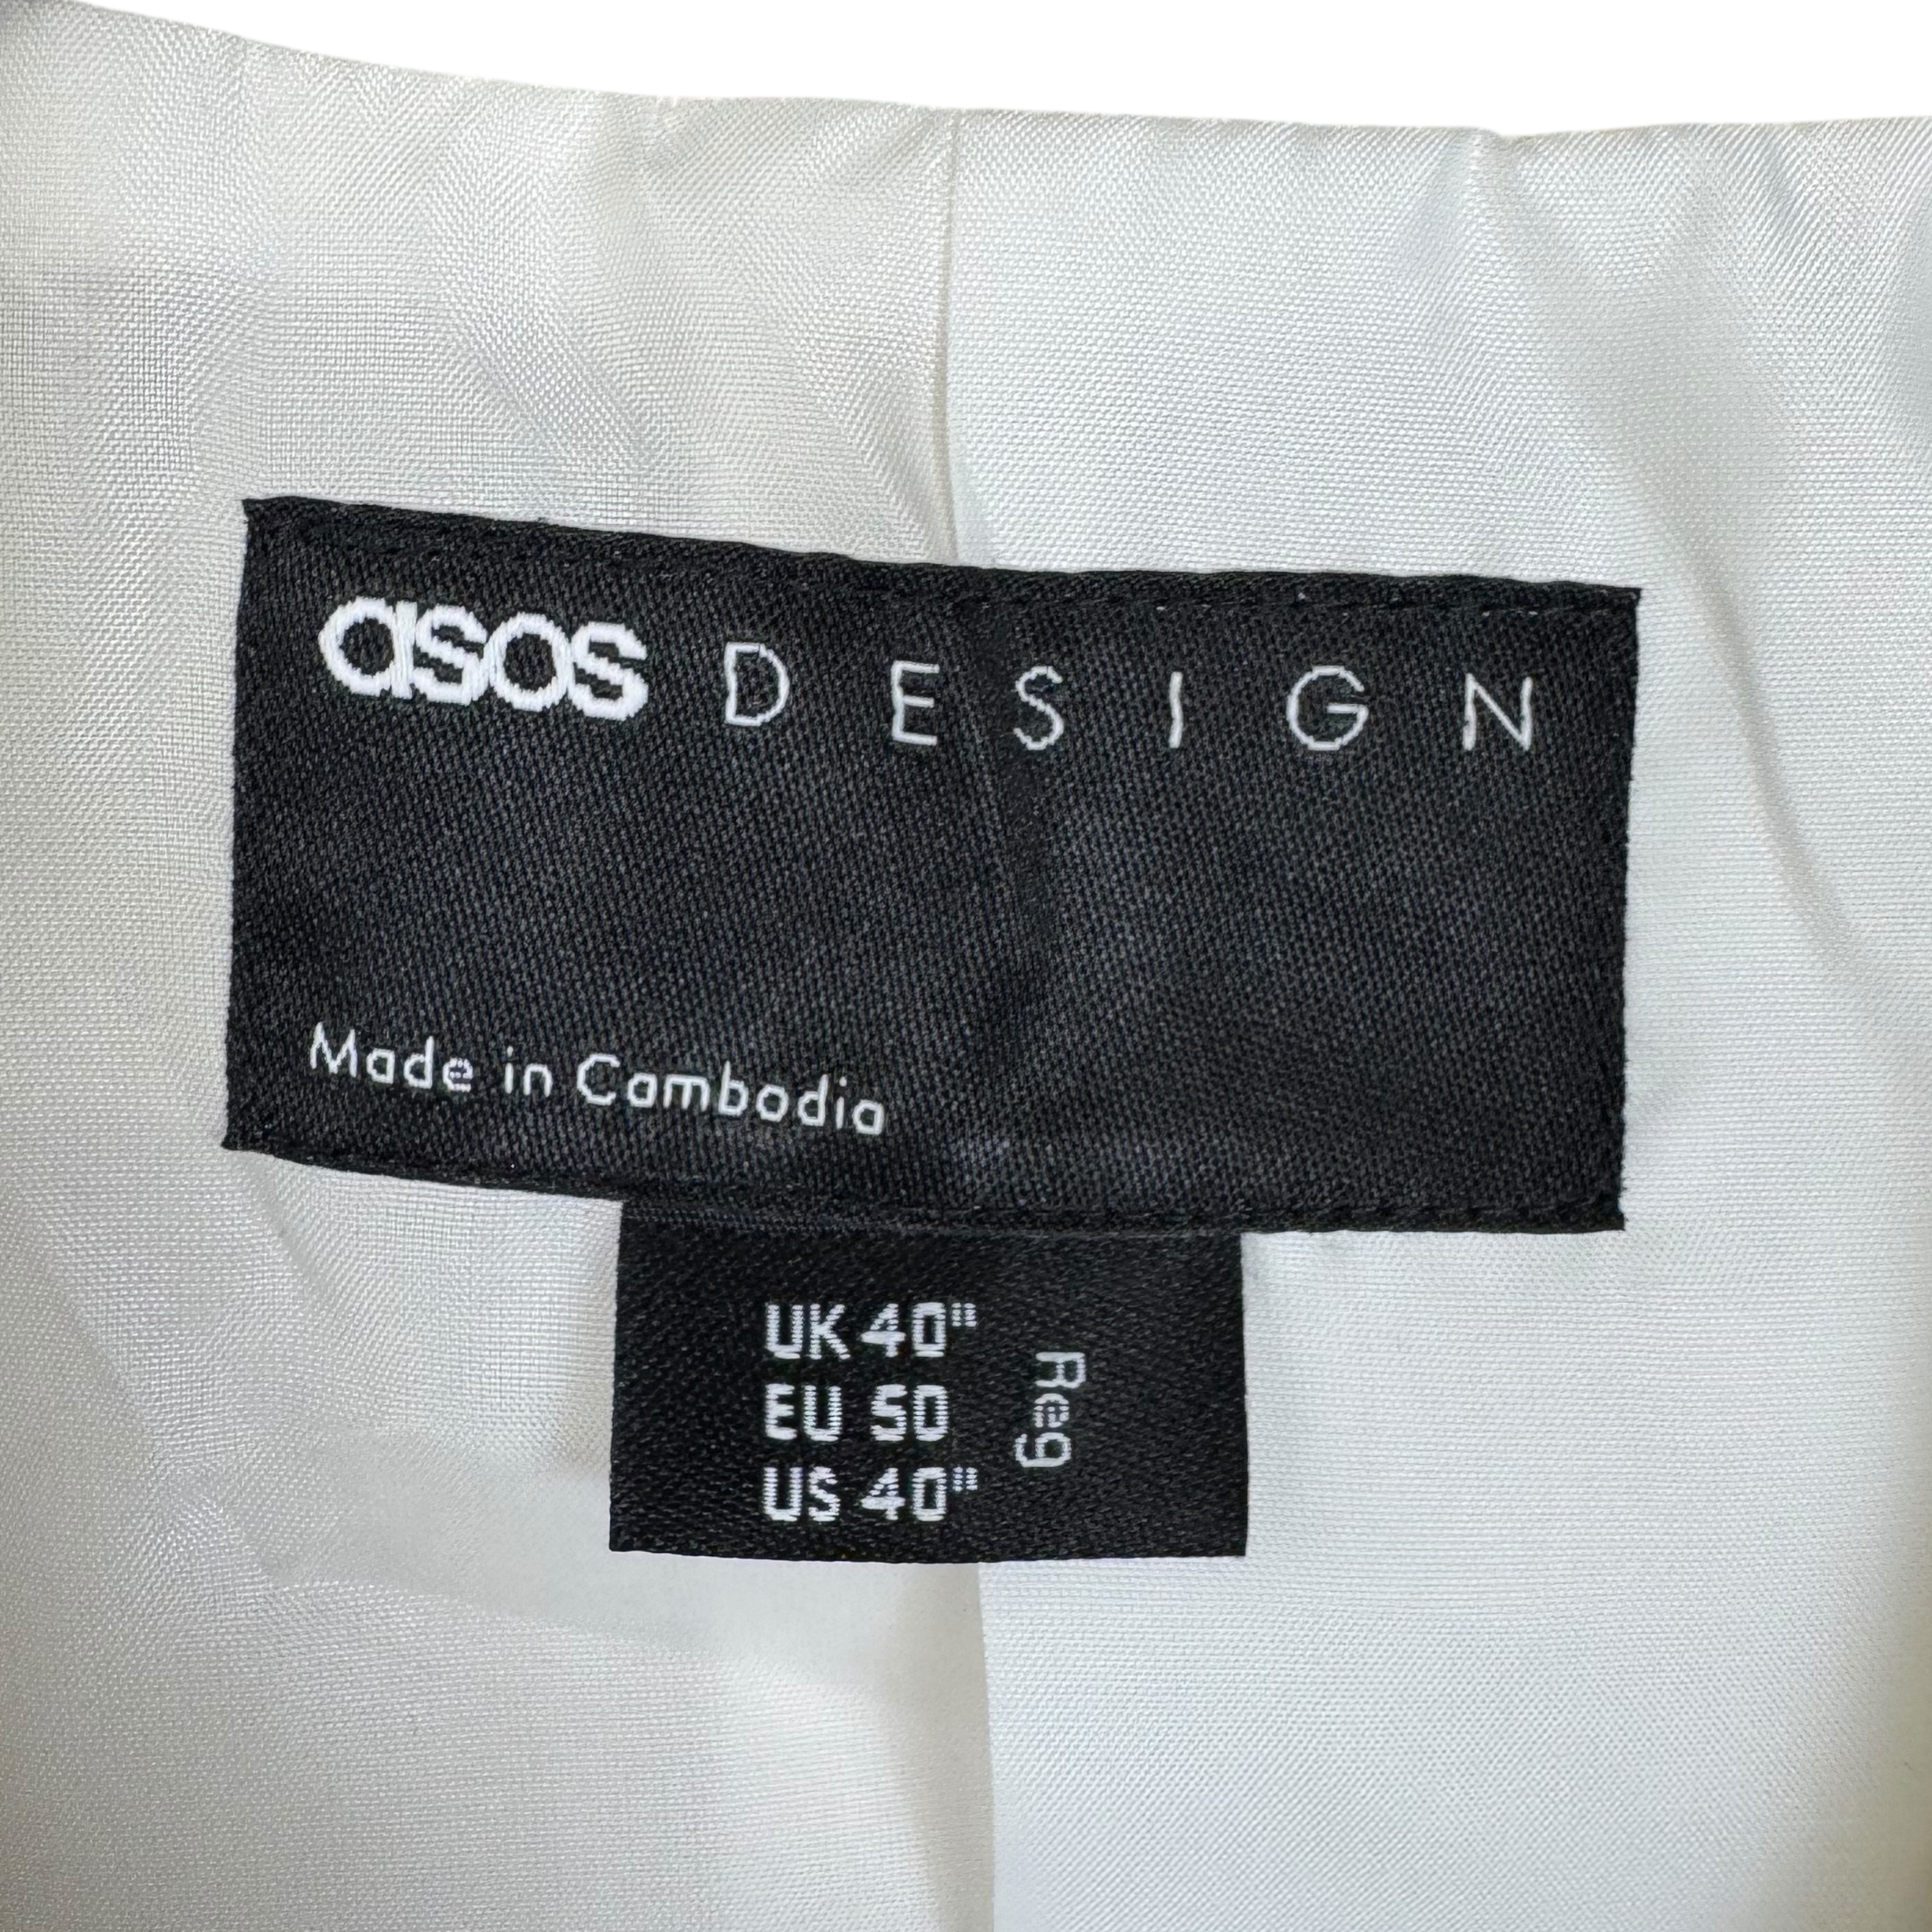 asos DESIGN
Made in Cambodia
UK 40"
EU 50
US 40"
Reg